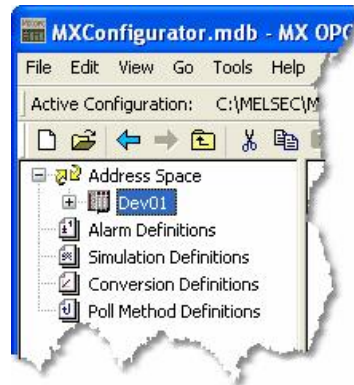 MXConfigurator.mdb - MX OPC
File Edit View Go Tools Help
Active Configuration: C:\MELSEC\M
Address Space
Dev01
Alarm Definitions
Simulation Definitions
Conversion Definitions
Poll Method Definitions